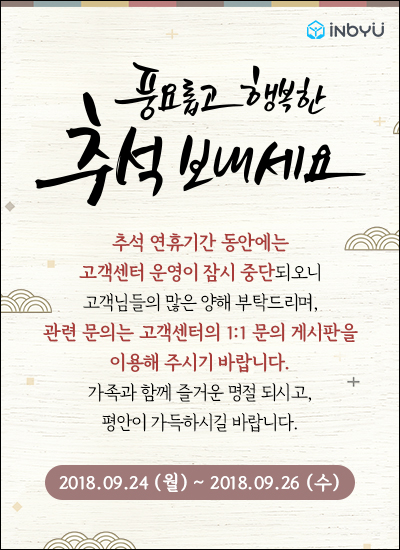 INBYU
풍요롭고 행복한
추석 보내세요
추석 연휴기간 동안에는
고객센터 운영이 잠시 중단되오니
고객님들의 많은 양해 부탁드리며,
관련 문의는 고객센터의 1:1 문의 게시판을
이용해 주시기 바랍니다.
가족과 함께 즐거운 명절 되시고,
평안이 가득하시길 바랍니다.
2018.09.24 (월) ~ 2018.09.26 (수)